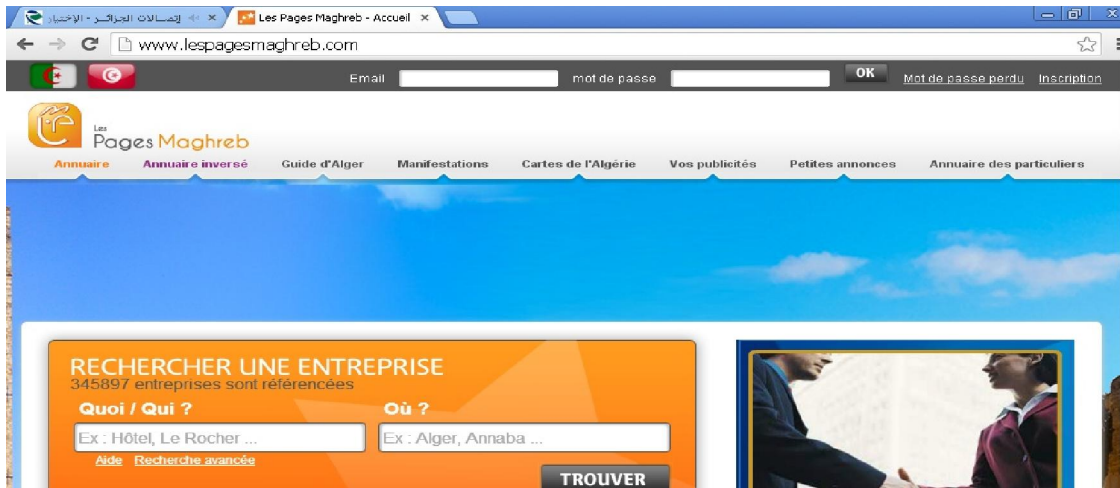 إتصالات الجزائر - الإختيار
Les Pages Maghreb - Accueil
www.lespagesmaghreb.com
Email mot de passe OK Mot de passe perdu Inscription
Les
Pages Maghreb
Annuaire Annuaire inversé Guide d'Alger Manifestations Cartes de l'Algérie Vos publicités Petites annonces Annuaire des particuliers
RECHERCHER UNE ENTREPRISE
345897 entreprises sont référencées
Quoi / Qui ? Où ?
Ex : Hôtel, Le Rocher ... Ex : Alger, Annaba ...
Aide Recherche avancée
TROUVER